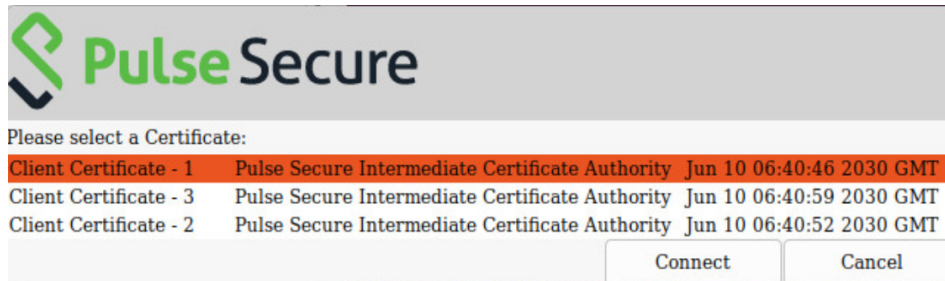 Pulse Secure
Please select a Certificate:
Client Certificate - 1 Pulse Secure Intermediate Certificate Authority Jun 10 06:40:46 2030 GMT
Client Certificate - 3 Pulse Secure Intermediate Certificate Authority Jun 10 06:40:59 2030 GMT
Client Certificate - 2 Pulse Secure Intermediate Certificate Authority Jun 10 06:40:52 2030 GMT
Connect Cancel